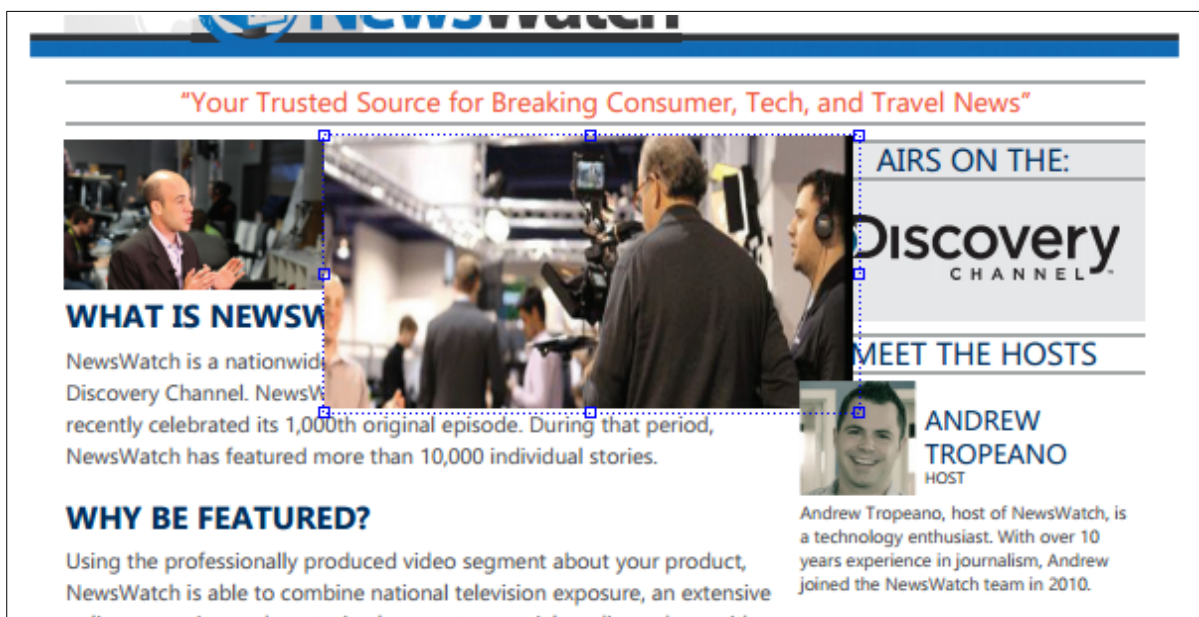 NewsWatch
“Your Trusted Source for Breaking Consumer, Tech, and Travel News”
WHAT IS
NewsWatch is a
Discovery Channel.
recently celebrated its 1,000th original episode. During that period,
NewsWatch has featured more than 10,000 individual stories.
WHY BE FEATURED?
Using the professionally produced video segment about your product,
NewsWatch is able to combine national television exposure, an extensive
AIRS ON THE:
Discovery
CHANNEL
MEET THE HOSTS
ANDREW
TROPEANO
HOST
Andrew Tropeano, host of NewsWatch, is
a technology enthusiast. With over 10
years experience in journalism, Andrew
joined the NewsWatch team in 2010.